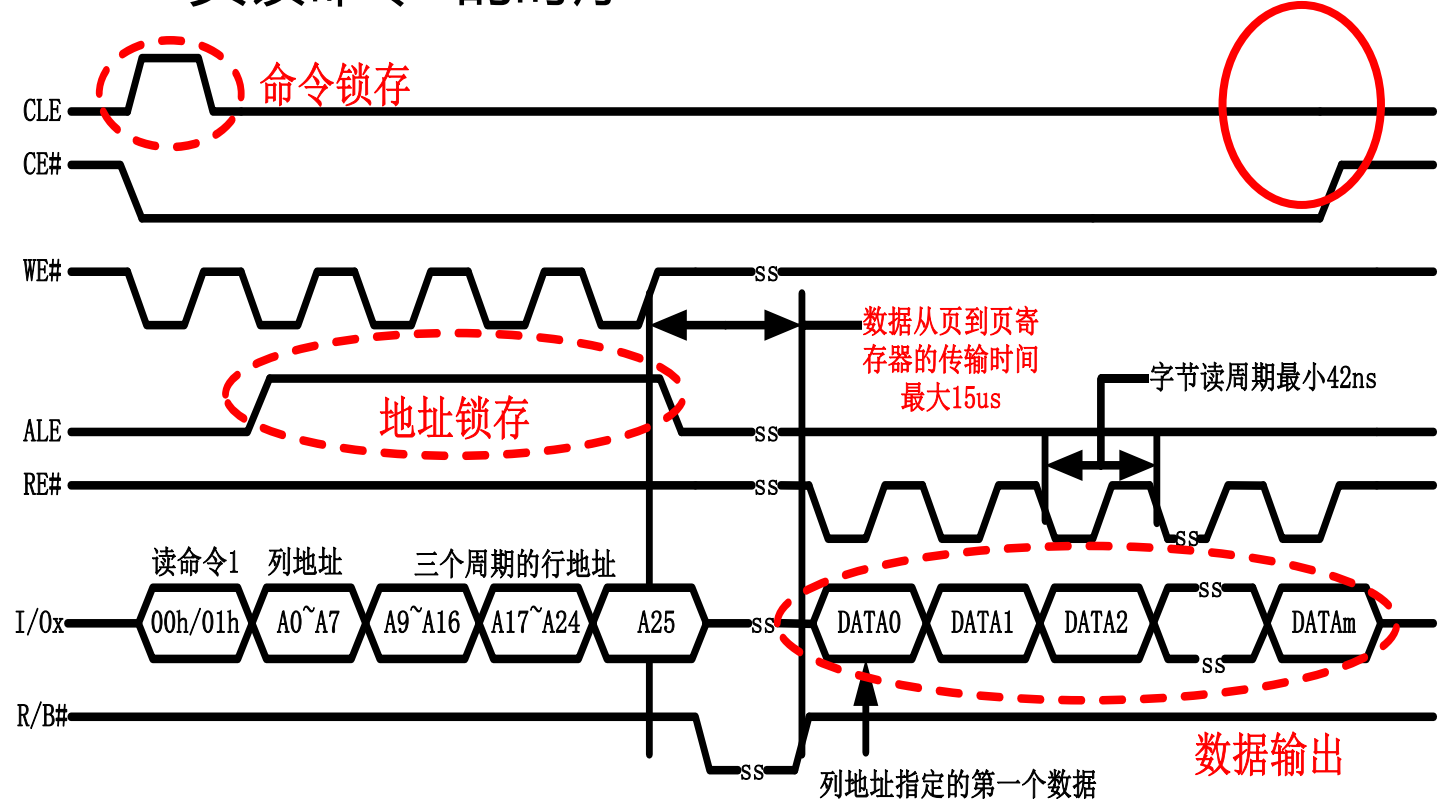 命令锁存
CLE
CE#
WE#
ss
数据从页到页寄
存器的传输时间
最大15us
字节读周期最小42ns
地址锁存
ALE
ss
RE#
ss
ss
读命令1
列地址
三个周期的行地址
I/Ox
00h/01h
A0~A7
A9~A16
A17~A24
A25
ss
DATA0
DATA1
DATA2
ss
ss
DATAm
R/B#
ss
数据输出
列地址指定的第一个数据